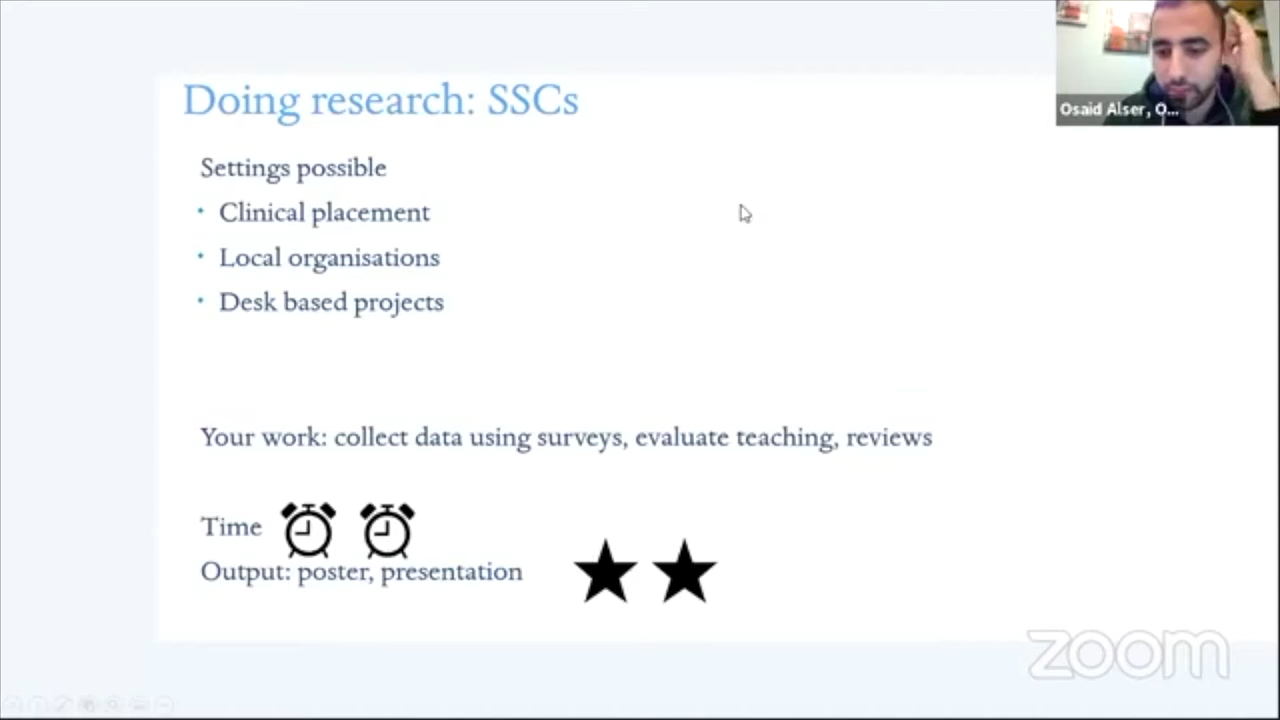 Doing research: SSCs
Osaid Alser, O...
Settings possible
• Clinical placement
• Local organisations
• Desk based projects
Your work: collect data using surveys, evaluate teaching, reviews
Time
Output: poster, presentation
zoom